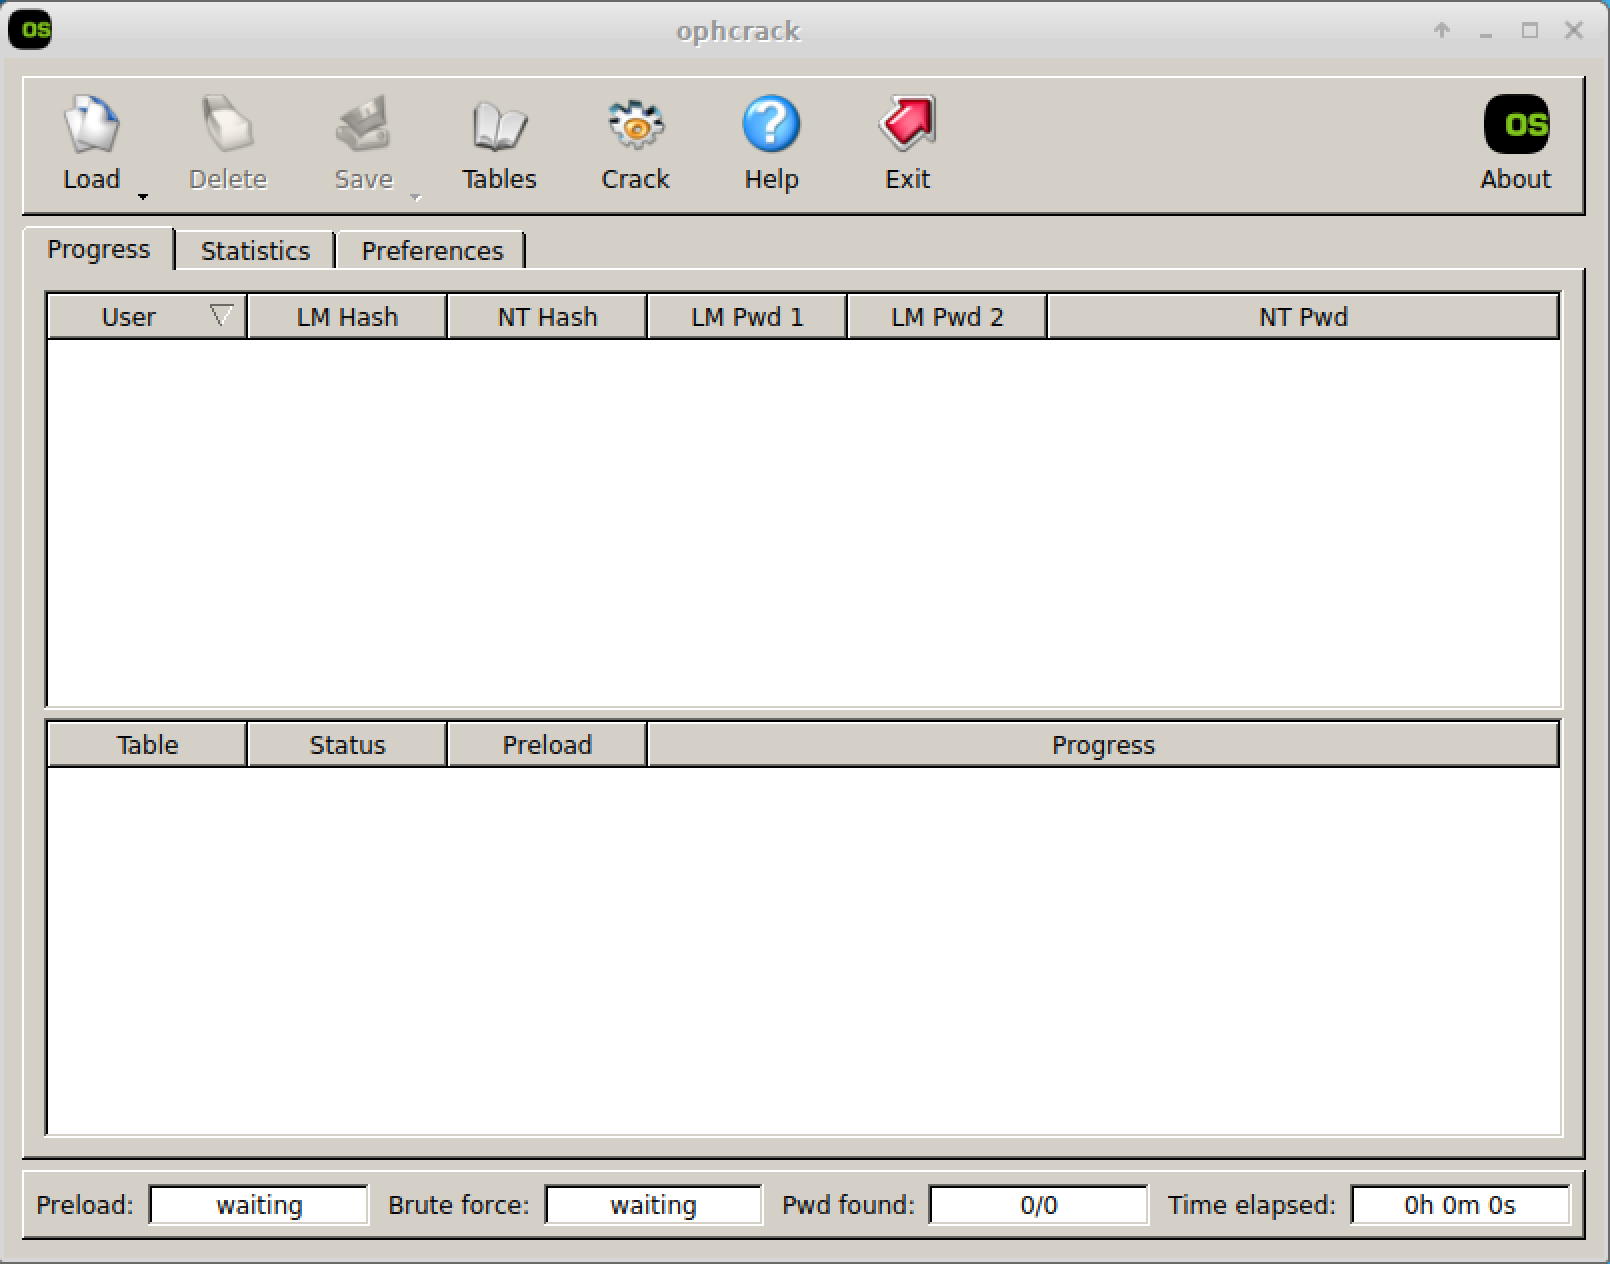 os ophcrack
Load Delete Save Tables Crack Help Exit About
os
Progress Statistics Preferences
User LM Hash NT Hash LM Pwd 1 LM Pwd 2 NT Pwd
Table Status Preload Progress
Preload: waiting Brute force: waiting Pwd found: 0/0 Time elapsed: 0h 0m 0s